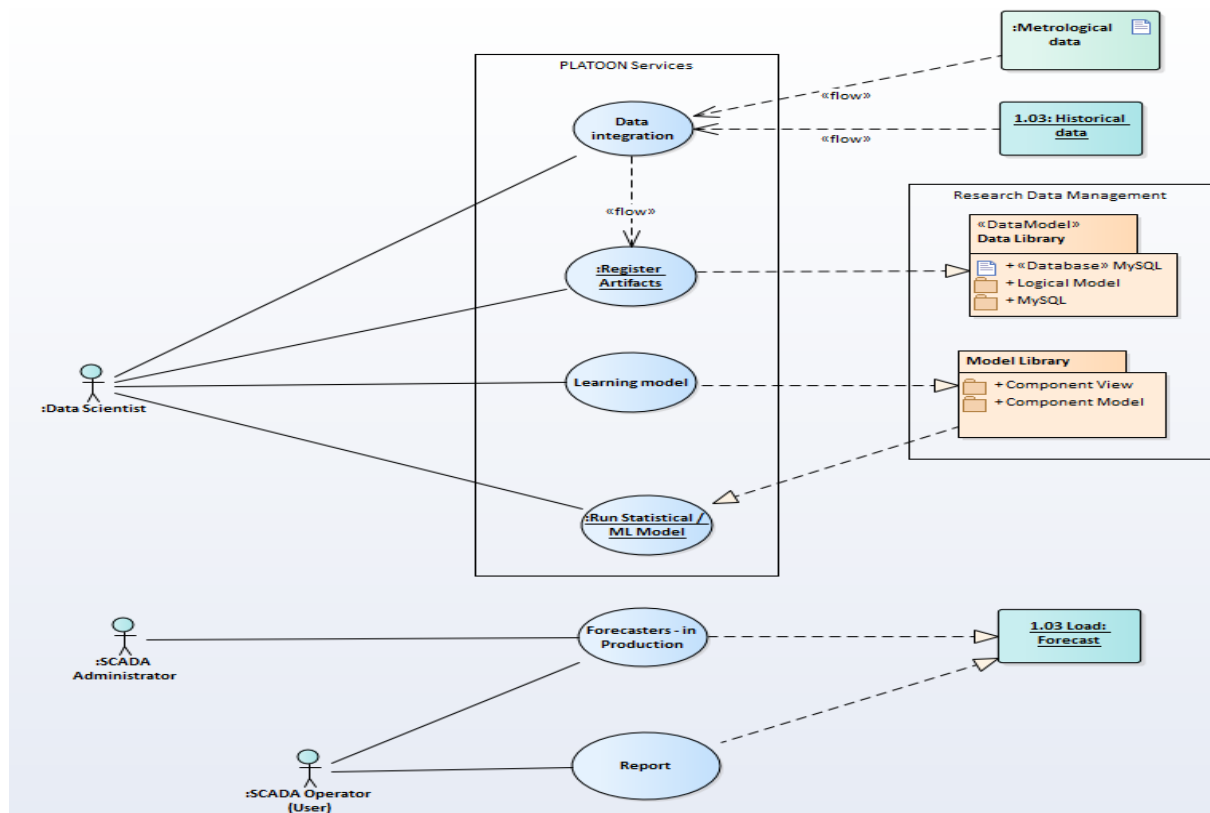 :Metrological
data
PLATOON Services
«flow»
Data
integration
1.03: Historical
data
«flow»
Research Data Management
«flow»
«DataModel»
Data Library
+ «Database» MySQL
+ Logical Model
+ MySQL
:Register
Artifacts
Model Library
+ Component View
+ Component Model
Learning model
:Data Scientist
:Run Statistical /
ML Model
Forecasters - in
Production
1.03 Load:
Forecast
:SCADA
Administrator
Report
:SCADA Operator
(User)